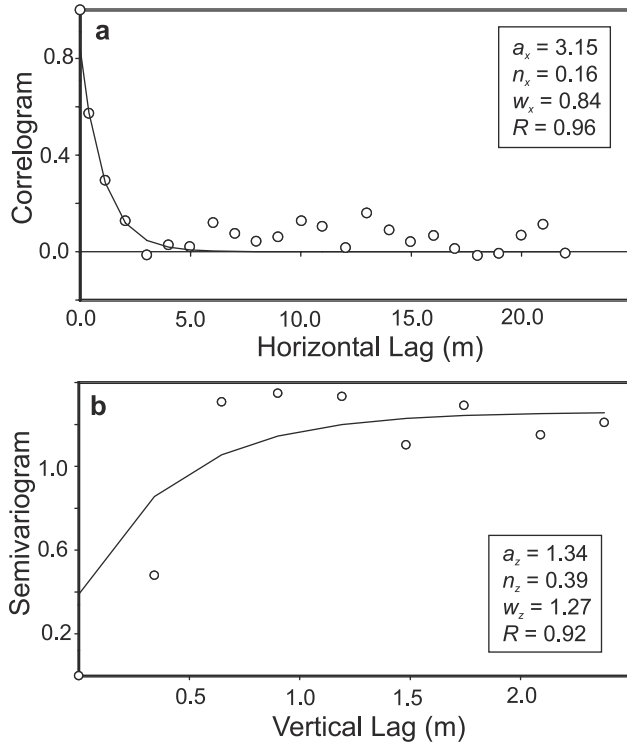 a
0.8
0.4
0.0
Correlogram
a_x = 3.15
n_x = 0.16
w_x = 0.84
R = 0.96
0.0 5.0 10.0 15.0 20.0
Horizontal Lag (m)
b
1.0
0.6
0.2
Semivariogram
a_z = 1.34
n_z = 0.39
w_z = 1.27
R = 0.92
0.5 1.0 1.5 2.0
Vertical Lag (m)